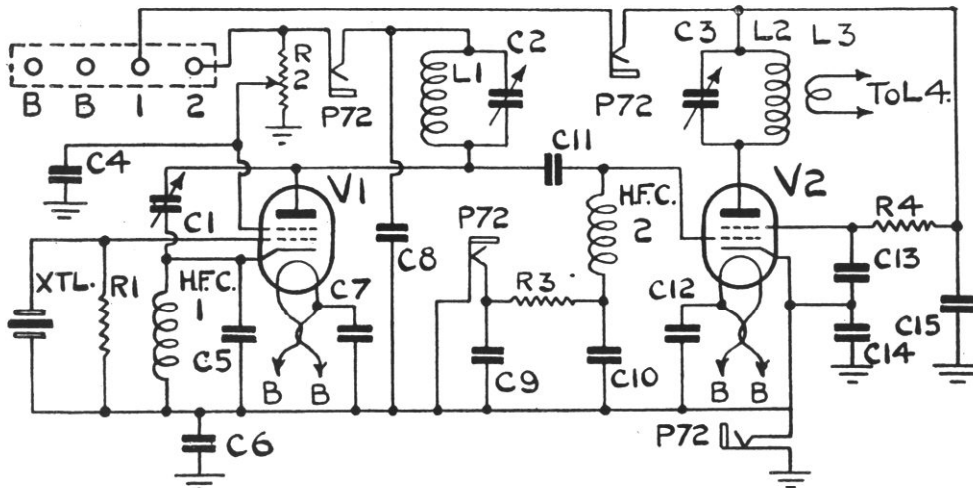 B B 1 2
R 2
P72
L1
C2
P72
C3
L2
L3
To L4.
C4
C1
V1
C11
H.F.C. 2
V2
R4
XTL.
R1
H.F.C. 1
C5
C7
C8
P72
R3
C12
C13
C14
C15
B B
C9
C10
B B
C6
P72